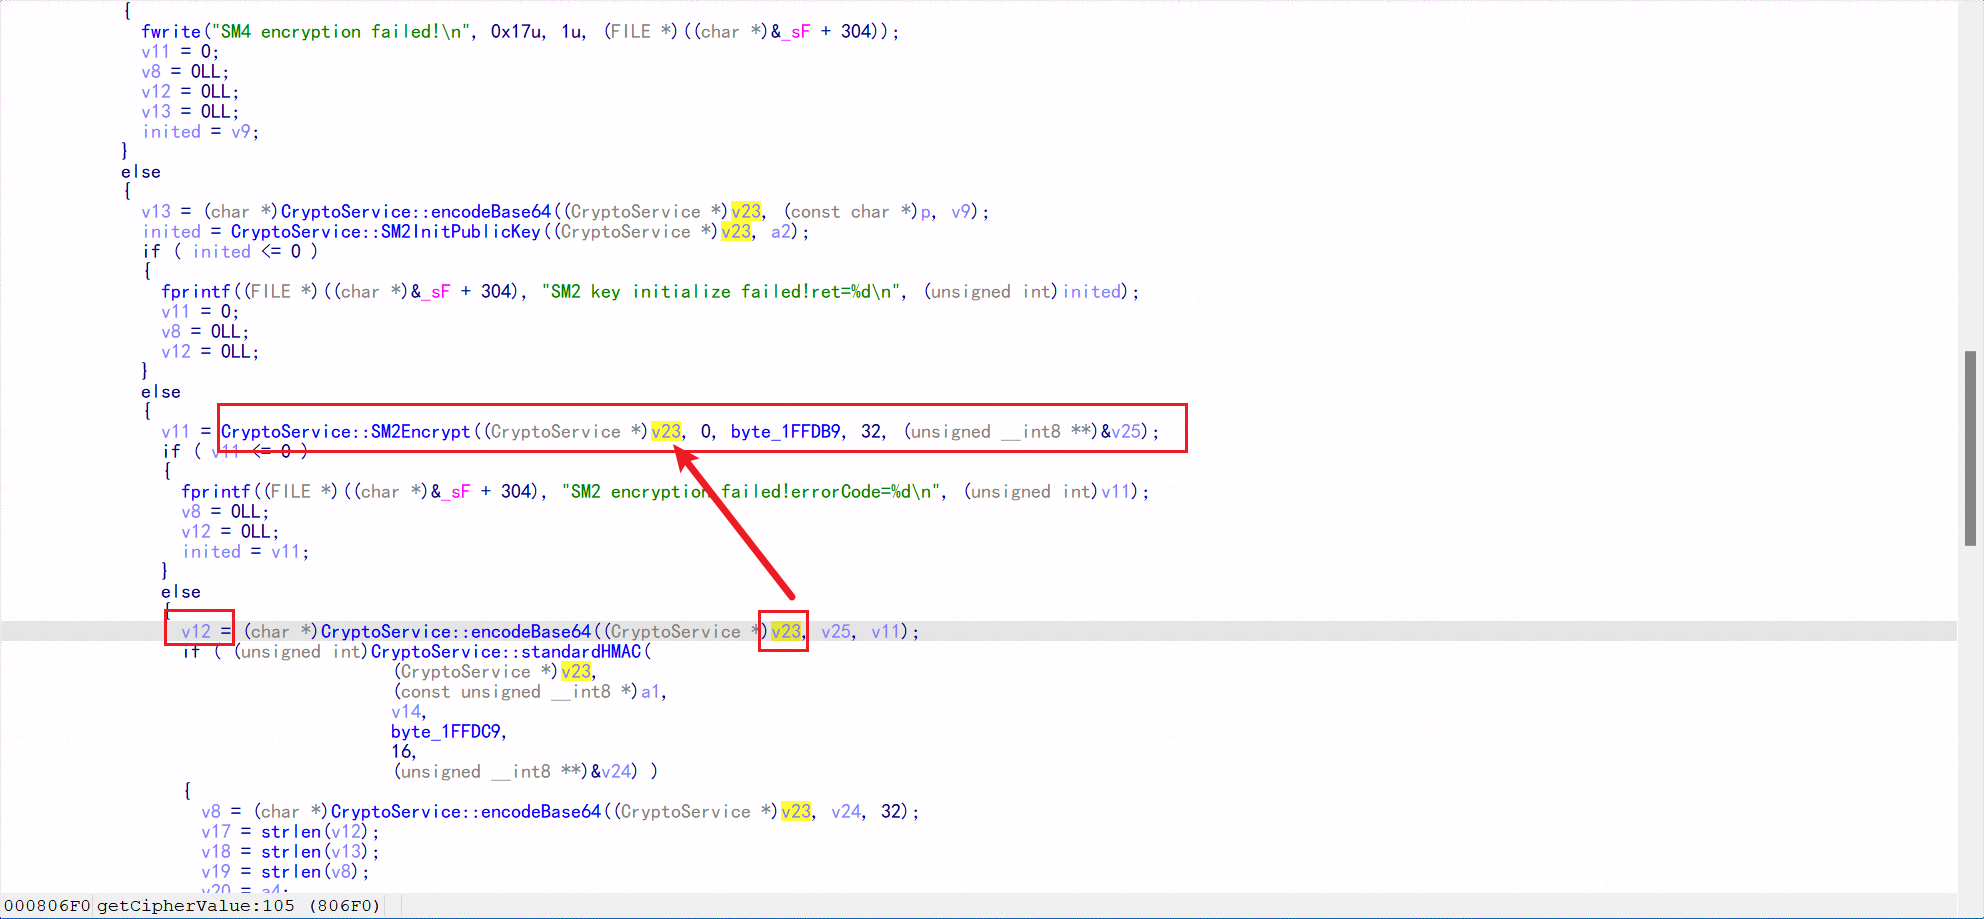 {
fwrite("SM4 encryption failed!\n", 0x17u, 1u, (FILE *)((char *)&_sF + 304));
v11 = 0;
v8 = 0LL;
v12 = 0LL;
v13 = 0LL;
inited = v9;
}
else
{
v13 = (char *)CryptoService::encodeBase64((CryptoService *)v23, (const char *)p, v9);
inited = CryptoService::SM2InitPublicKey((CryptoService *)v23, a2);
if ( inited <= 0 )
{
fprintf((FILE *)((char *)&_sF + 304), "SM2 key initialize failed!ret=%d\n", (unsigned int)inited);
v11 = 0;
v8 = 0LL;
v12 = 0LL;
}
else
{
v11 = CryptoService::SM2Encrypt((CryptoService *)v23, 0, byte_1FFDB9, 32, (unsigned __int8 **)&v25);
if ( v11 <= 0 )
{
fprintf((FILE *)((char *)&_sF + 304), "SM2 encryption failed!errorCode=%d\n", (unsigned int)v11);
v8 = 0LL;
v12 = 0LL;
inited = v11;
}
else
{
v12 = (char *)CryptoService::encodeBase64((CryptoService *)v23, v25, v11);
if ( (unsigned int)CryptoService::standardHMAC(
(CryptoService *)v23,
(const unsigned __int8 *)a1,
v14,
byte_1FFDC9,
16,
(unsigned __int8 **)&v24) )
{
v8 = (char *)CryptoService::encodeBase64((CryptoService *)v23, v24, 32);
v17 = strlen(v12);
v18 = strlen(v13);
v19 = strlen(v8);
v20 = a4;
000806F0 getCipherValue:105 (806F0)